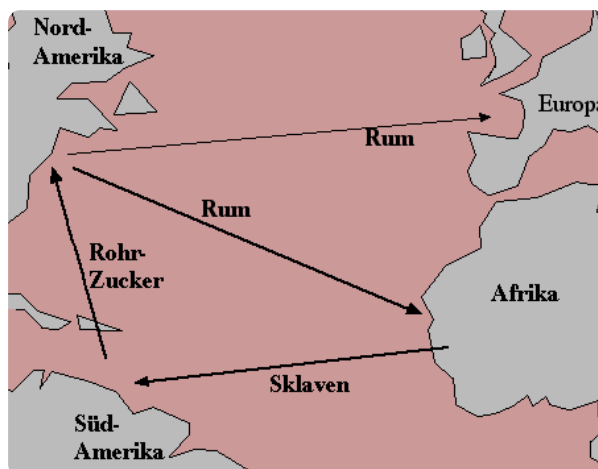 Nord-
Amerika
Europa
Rum
Rum
Rohr-
Zucker
Afrika
Sklaven
Süd-
Amerika